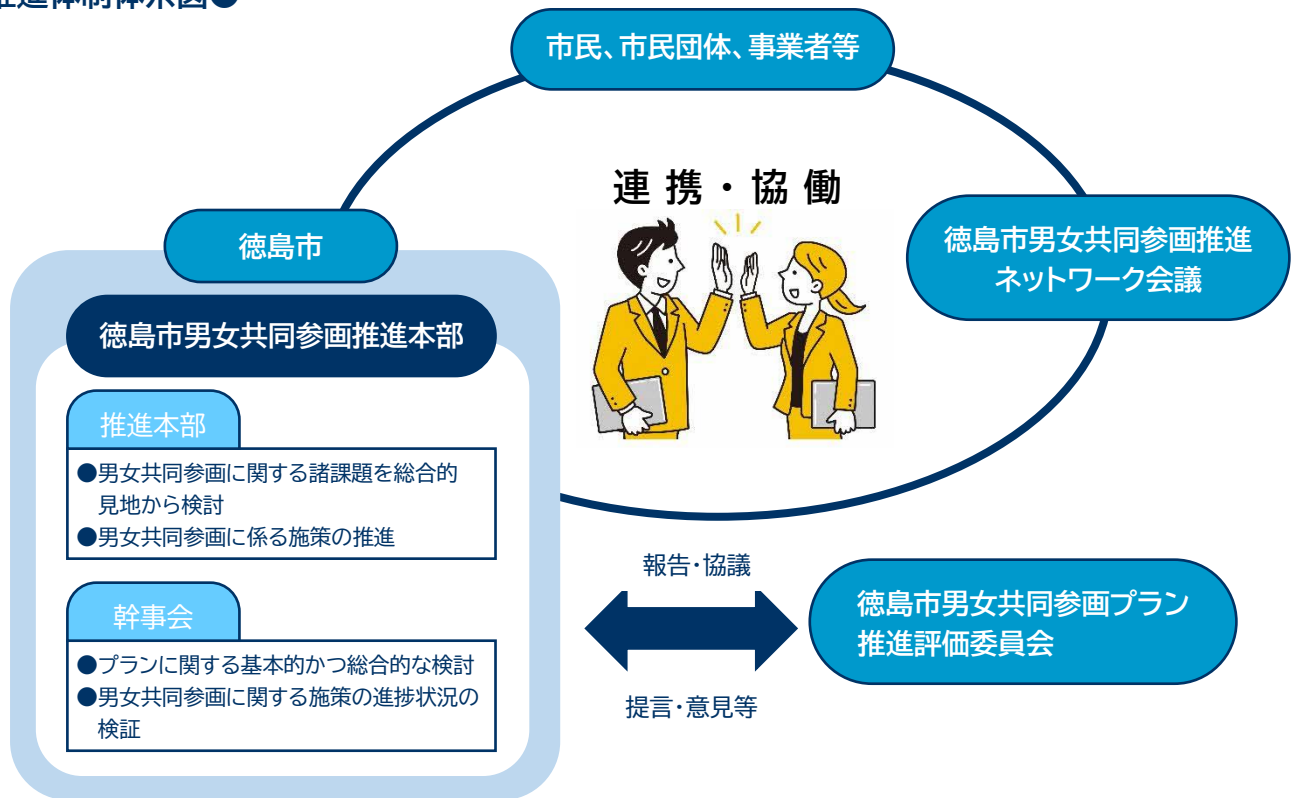 推進体制体系図●
市民、市民団体、事業者等
連携・協働
徳島市
徳島市男女共同参画推進
ネットワーク会議
徳島市男女共同参画推進本部
推進本部
●男女共同参画に関する諸課題を総合的
見地から検討
●男女共同参画に係る施策の推進
幹事会
●プランに関する基本的かつ総合的な検討
●男女共同参画に関する施策の進捗状況の
検証
報告・協議
提言・意見等
徳島市男女共同参画プラン
推進評価委員会